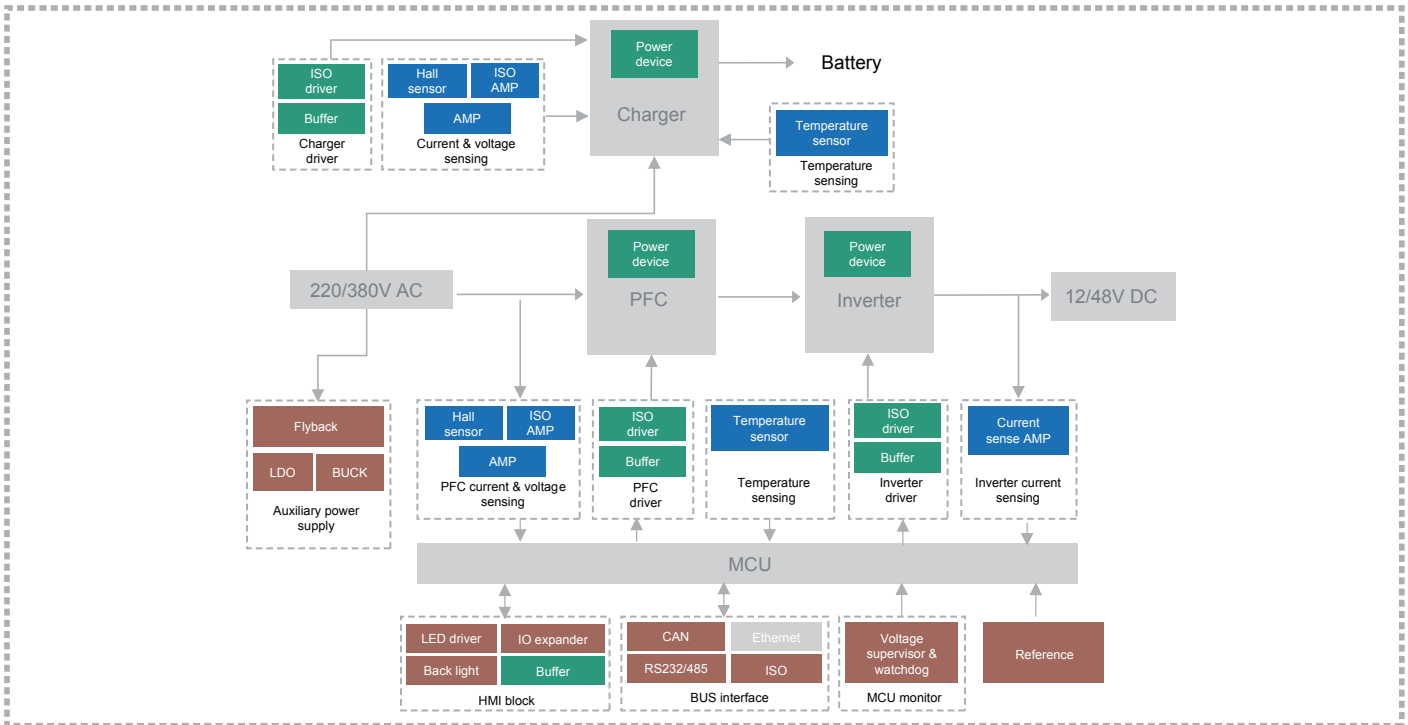 Power
device
Charger
Battery
ISO
driver
Buffer
Charger
driver
Hall
sensor
ISO
AMP
AMP
Current & voltage
sensing
Temperature
sensor
Temperature
sensing
220/380V AC
Power
device
PFC
Power
device
Inverter
12/48V DC
Flyback
LDO
BUCK
Auxiliary power
supply
Hall
sensor
ISO
AMP
AMP
PFC current & voltage
sensing
ISO
driver
Buffer
PFC
driver
Temperature
sensor
Temperature
sensing
ISO
driver
Buffer
Inverter
driver
Current
sense AMP
Inverter current
sensing
MCU
LED driver
IO expander
Back light
Buffer
HMI block
CAN
Ethernet
RS232/485
ISO
BUS interface
Voltage
supervisor &
watchdog
MCU monitor
Reference